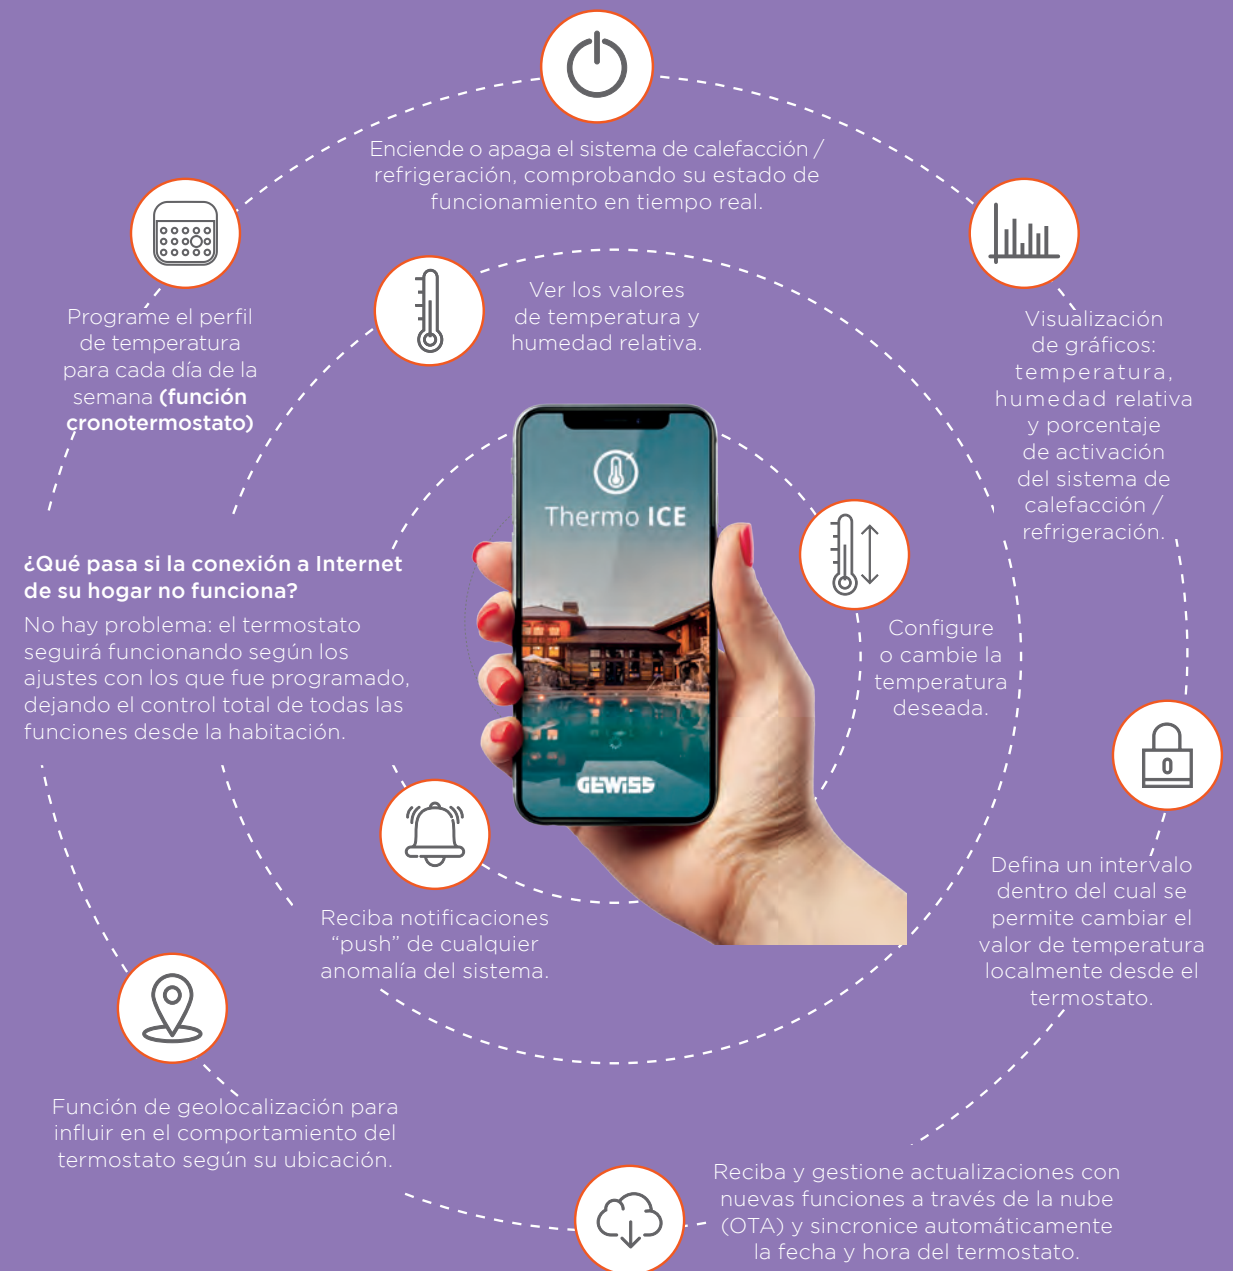 Enciende o apaga el sistema de calefacción /
refrigeración, comprobando su estado de
funcionamiento en tiempo real.
Programe el perfil
de temperatura
para cada día de la
semana (función
cronotermostato)
Ver los valores
de temperatura y
humedad relativa.
Visualización
de gráficos:
temperatura,
humedad relativa
y porcentaje
de activación
del sistema de
calefacción /
refrigeración.
Thermo ICE
GEWISS
¿Qué pasa si la conexión a Internet
de su hogar no funciona?
No hay problema: el termostato
seguirá funcionando según los
ajustes con los que fue programado,
dejando el control total de todas las
funciones desde la habitación.
Configure
o cambie la
temperatura
deseada.
Reciba notificaciones
“push” de cualquier
anomalía del sistema.
Defina un intervalo
dentro del cual se
permite cambiar el
valor de temperatura
localmente desde el
termostato.
Función de geolocalización para
influir en el comportamiento del
termostato según su ubicación.
Reciba y gestione actualizaciones con
nuevas funciones a través de la nube
(OTA) y sincronice automáticamente
la fecha y hora del termostato.